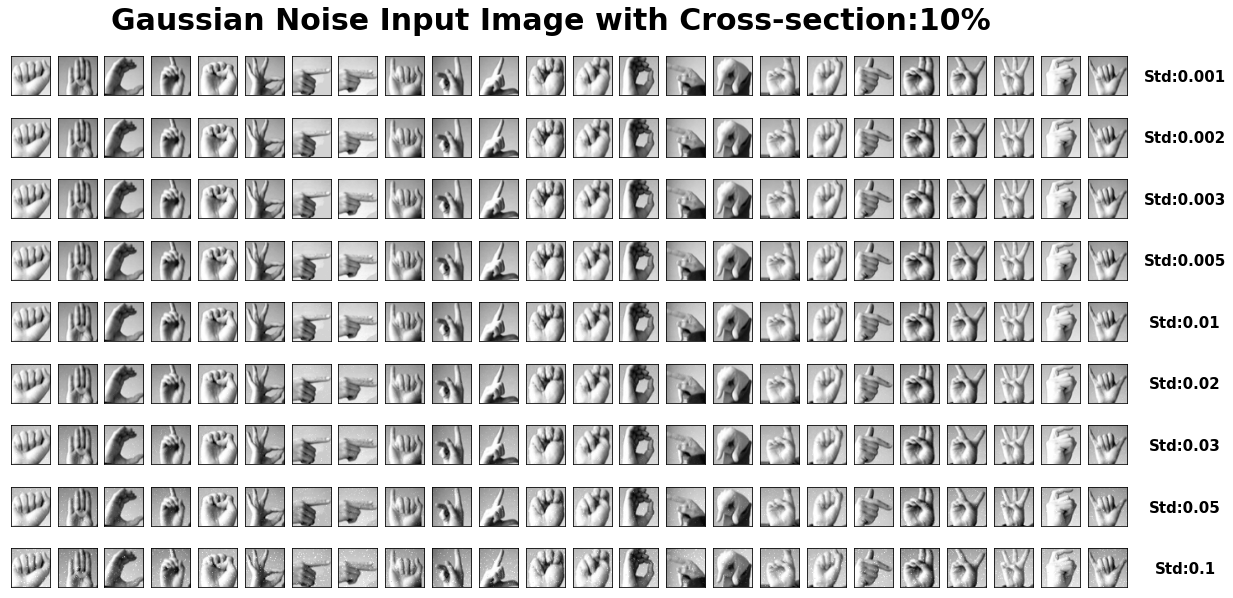 Gaussian Noise Input Image with Cross-section:10%
Std:0.001
Std:0.002
Std:0.003
Std:0.005
Std:0.01
Std:0.02
Std:0.03
Std:0.05
Std:0.1